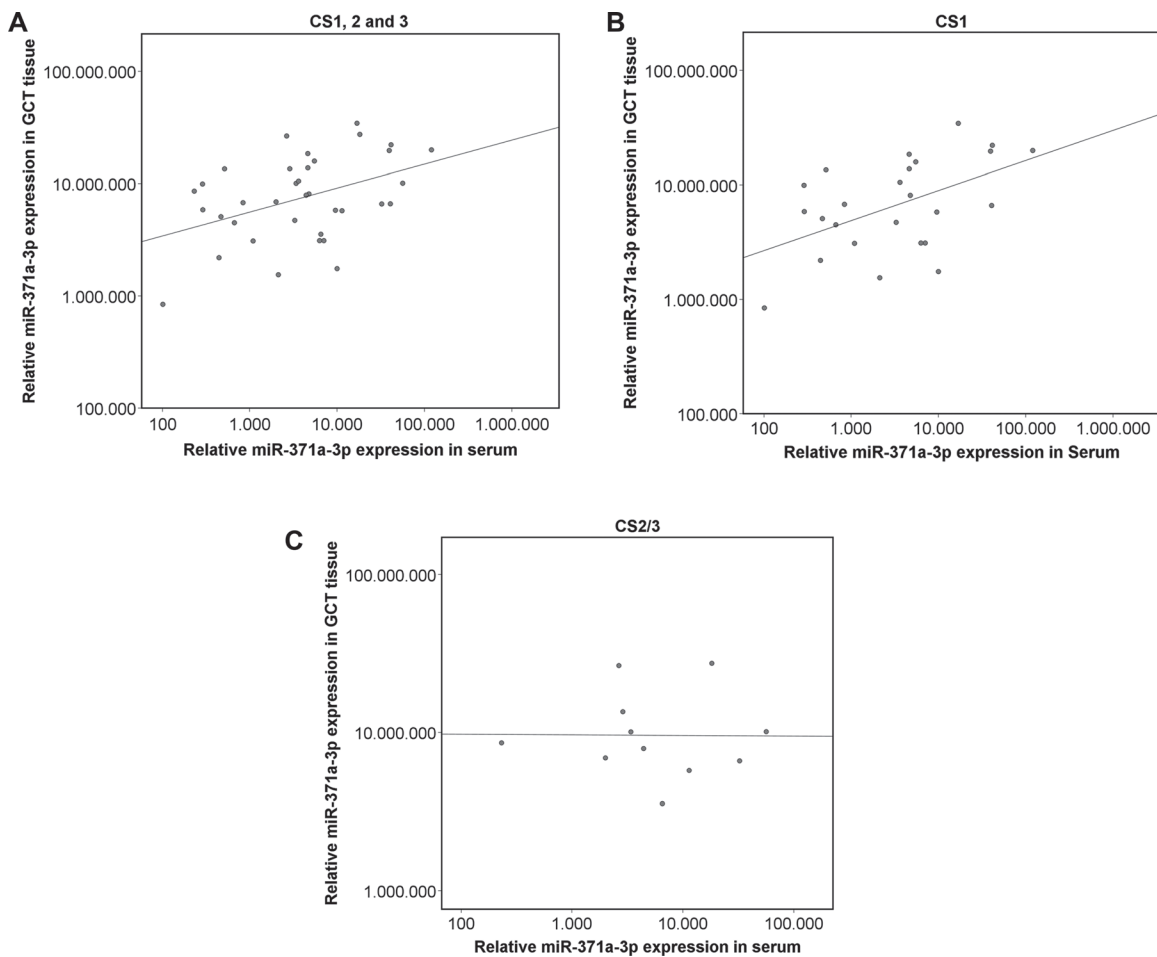 A
CS1, 2 and 3
Relative miR-371a-3p expression in GCT tissue
100.000.000
10.000.000
1.000.000
100.000
100 1.000 10.000 100.000 1.000.000
Relative miR-371a-3p expression in serum
B
CS1
Relative miR-371a-3p expression in GCT tissue
100.000.000
10.000.000
1.000.000
100.000
100 1.000 10.000 100.000 1.000.000
Relative miR-371a-3p expression in Serum
C
CS2/3
Relative miR-371a-3p expression in GCT tissue
100.000.000
10.000.000
1.000.000
100 1.000 10.000 100.000
Relative miR-371a-3p expression in serum